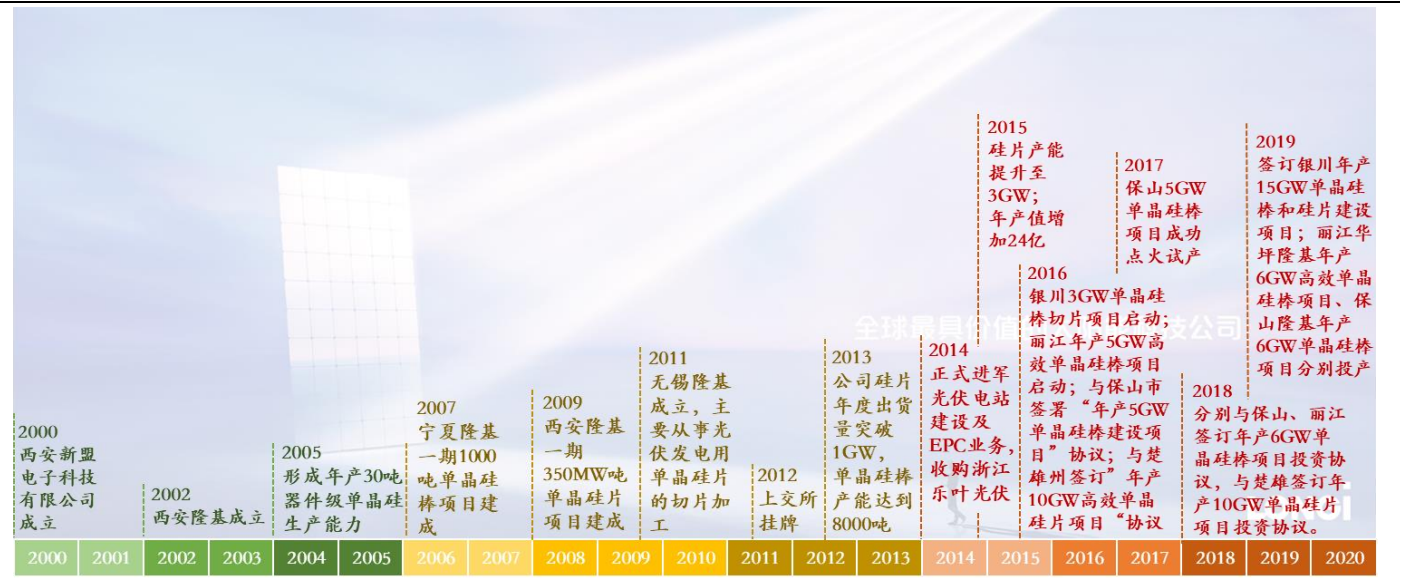 2000
西安新盟
电子科技
有限公司
成立
2002
西安隆基成立
2005
形成年产30吨
器件级单晶硅
生产能力
2007
宁夏隆基
一期1000
吨单晶硅
棒项目建
成
2009
西安隆基
一期
350MW吨
单晶硅片
项目建成
2011
无锡隆基
成立，主
要从事光
伏发电用
单晶硅片
的切片加
工
2012
上交所
挂牌
2013
公司硅片
年度出货
量突破
1GW，
单晶硅棒
产能达到
8000吨
2014
正式进军
光伏电站
建设及
EPC业务，
收购浙江
乐叶光伏
2015
硅片产能
提升至
3GW；
年产值增
加24亿
2016
银川3GW单晶硅
棒切片项目启动；
丽江年产5GW高
效单晶硅棒项目
启动；与保山市
签署“年产5GW
单晶硅棒建设项
目”协议；与楚
雄州签订”年产
10GW高效单晶
硅片项目“协议
2017
保山5GW
单晶硅棒
项目成功
点火试产
2018
分别与保山、丽江
签订年产6GW单
晶硅棒项目投资协
议，与楚雄签订年
产10GW单晶硅片
项目投资协议。
2019
签订银川年产
15GW单晶硅
棒和硅片建设
项目；丽江华
坪隆基年产
6GW高效单晶
硅棒项目、保
山隆基年产
6GW单晶硅棒
项目分别投产
全球最具价值 技公司
2000 2001 2002 2003 2004 2005 2006 2007 2008 2009 2010 2011 2012 2013 2014 2015 2016 2017 2018 2019 2020